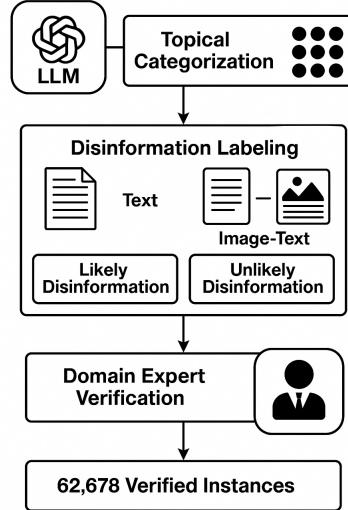 LLM
Topical
Categorization
Disinformation Labeling
Text
Image-Text
Likely
Disinformation
Unlikely
Disinformation
Domain Expert
Verification
62,678 Verified Instances